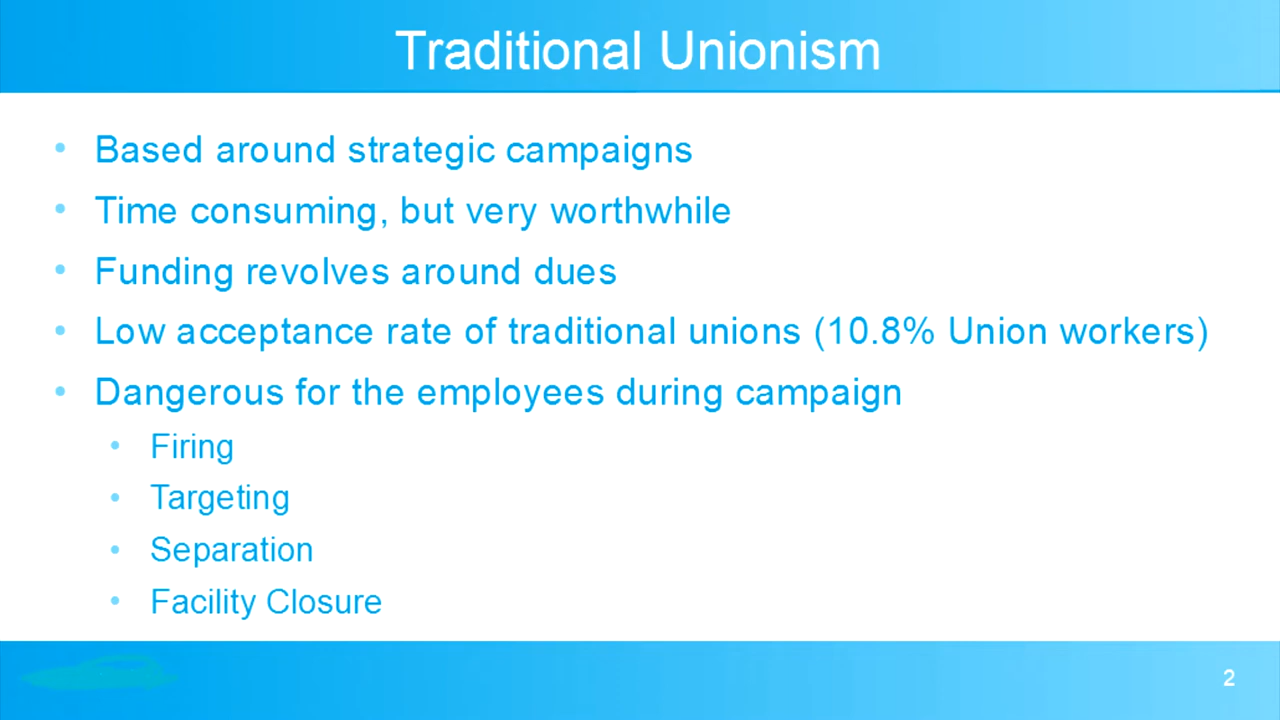 Traditional Unionism
• Based around strategic campaigns
• Time consuming, but very worthwhile
• Funding revolves around dues
• Low acceptance rate of traditional unions (10.8% Union workers)
• Dangerous for the employees during campaign
• Firing
• Targeting
• Separation
• Facility Closure
2